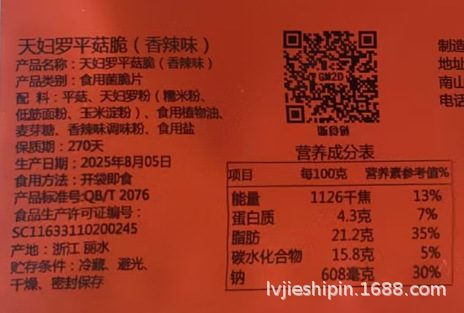 天妇罗平菇脆（香辣味）
产品名称：天妇罗平菇脆（香辣味）
产品类别：食用菌脆片
配 料：平菇、天妇罗粉（糯米粉、
低筋面粉、玉米淀粉）、食用植物油、
麦芽糖、香辣味调味粉、食用盐
保质期：270天
生产日期：2025年8月05日
食用方法：开袋即食
产品标准号:QB/T 2076
食品生产许可证编号：
SC11633110200245
产地：浙江 丽水
贮存条件：冷藏、避光、
干燥、密封保存
GM2D
营养成分表
项目 每100克 营养素参考值%
能量 1126千焦 13%
蛋白质 4.3克 7%
脂肪 21.2克 35%
碳水化合物 15.8克 5%
钠 608毫克 30%
制造
地址
南山
电话
lvjieshipin.1688.com